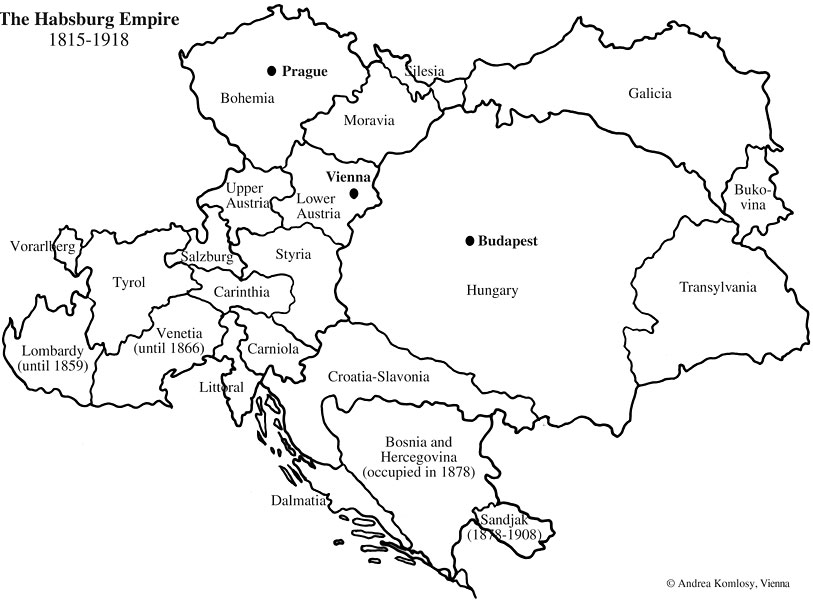 The Habsburg Empire
1815-1918
Silesia
Prague
Bohemia
Galicia
Moravia
Vienna
Upper
Austria
Lower
Austria
Buko-
vina
Budapest
Vorarlberg
Salzburg
Styria
Tyrol
Carinthia
Hungary
Transylvania
Venetia
(until 1866)
Lombardy
(until 1859)
Carniola
Littoral
Croatia-Slavonia
Bosnia and
Hercegovina
(occupied in 1878)
Dalmatia
Sandjak
(1878-1908)
© Andrea Komlosy, Vienna